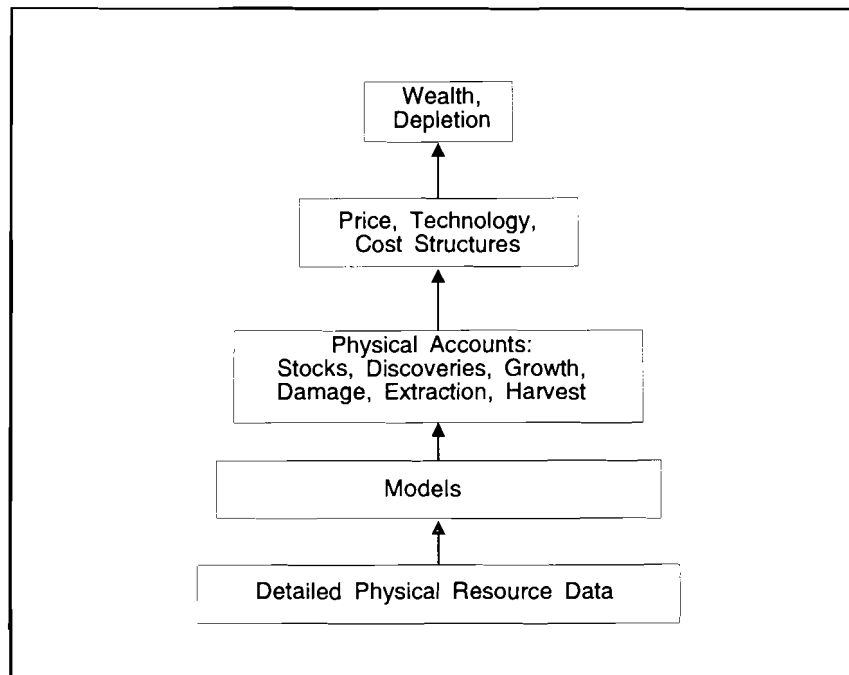 Wealth,
Depletion
Price, Technology,
Cost Structures
Physical Accounts:
Stocks, Discoveries, Growth,
Damage, Extraction, Harvest
Models
Detailed Physical Resource Data